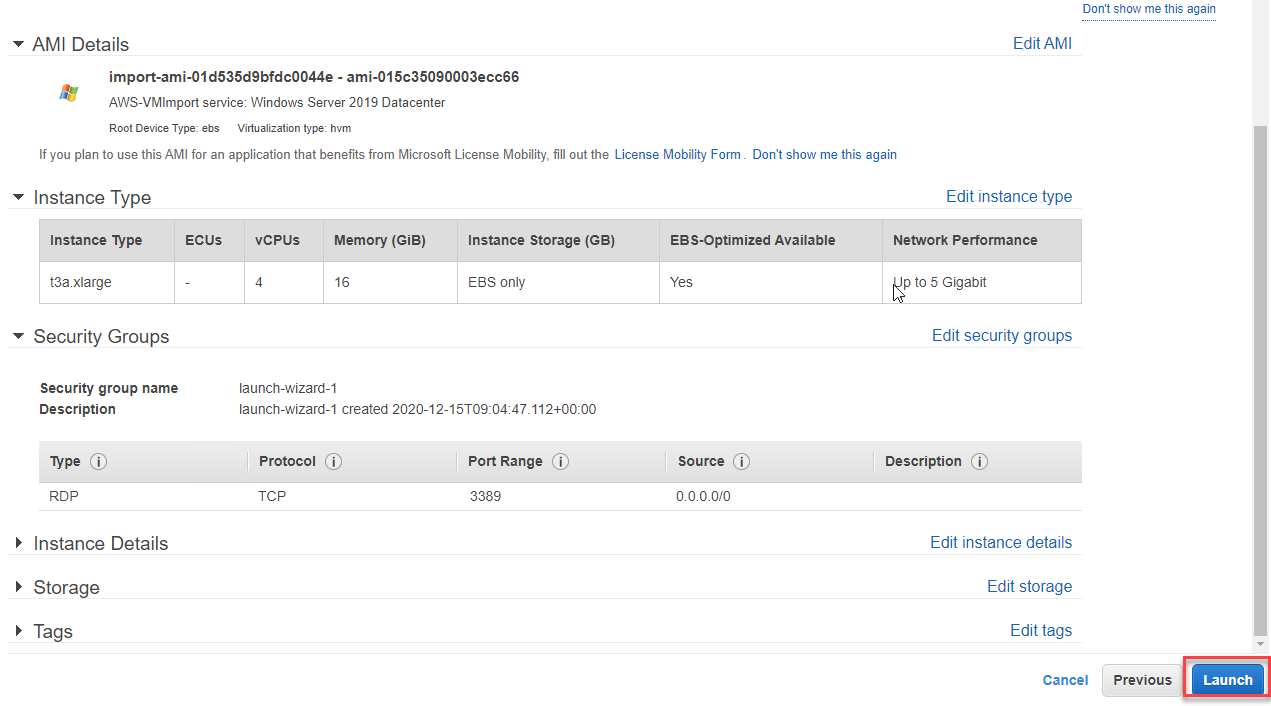 Don't show me this again
AMI Details Edit AMI
import-ami-01d535d9bfdc0044e - ami-015c35090003ecc66
AWS-VMImport service: Windows Server 2019 Datacenter
Root Device Type: ebs Virtualization type: hvm
If you plan to use this AMI for an application that benefits from Microsoft License Mobility, fill out the License Mobility Form . Don't show me this again
Instance Type Edit instance type
Instance Type ECUs vCPUs Memory (GiB) Instance Storage (GB) EBS-Optimized Available Network Performance
t3a.xlarge - 4 16 EBS only Yes Up to 5 Gigabit
Security Groups Edit security groups
Security group name launch-wizard-1
Description launch-wizard-1 created 2020-12-15T09:04:47.112+00:00
Type i Protocol i Port Range i Source i Description i
RDP TCP 3389 0.0.0.0/0
Instance Details Edit instance details
Storage Edit storage
Tags Edit tags
Cancel Previous Launch